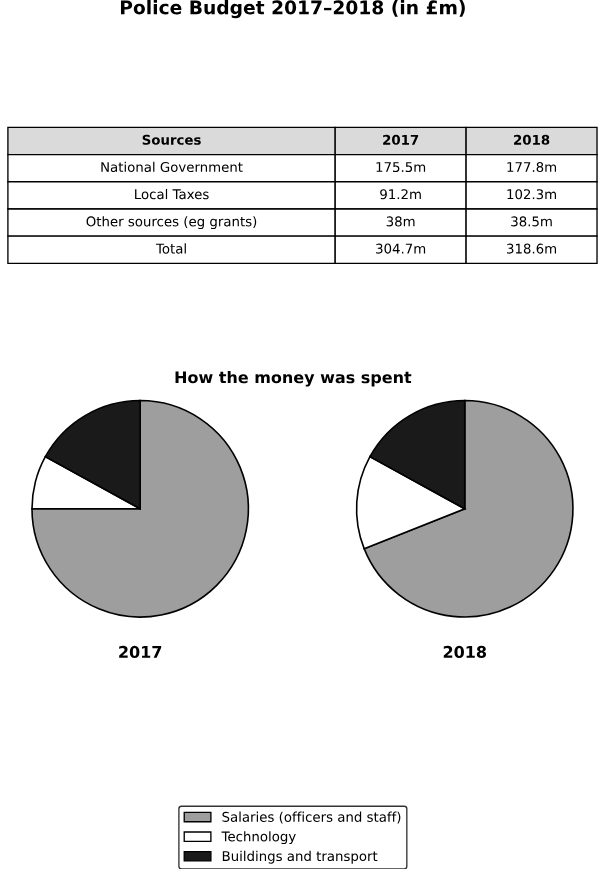 Police Budget 2017–2018 (in £m)
Sources 2017 2018
National Government 175.5m 177.8m
Local Taxes 91.2m 102.3m
Other sources (eg grants) 38m 38.5m
Total 304.7m 318.6m
How the money was spent
2017 2018
Salaries (officers and staff)
Technology
Buildings and transport